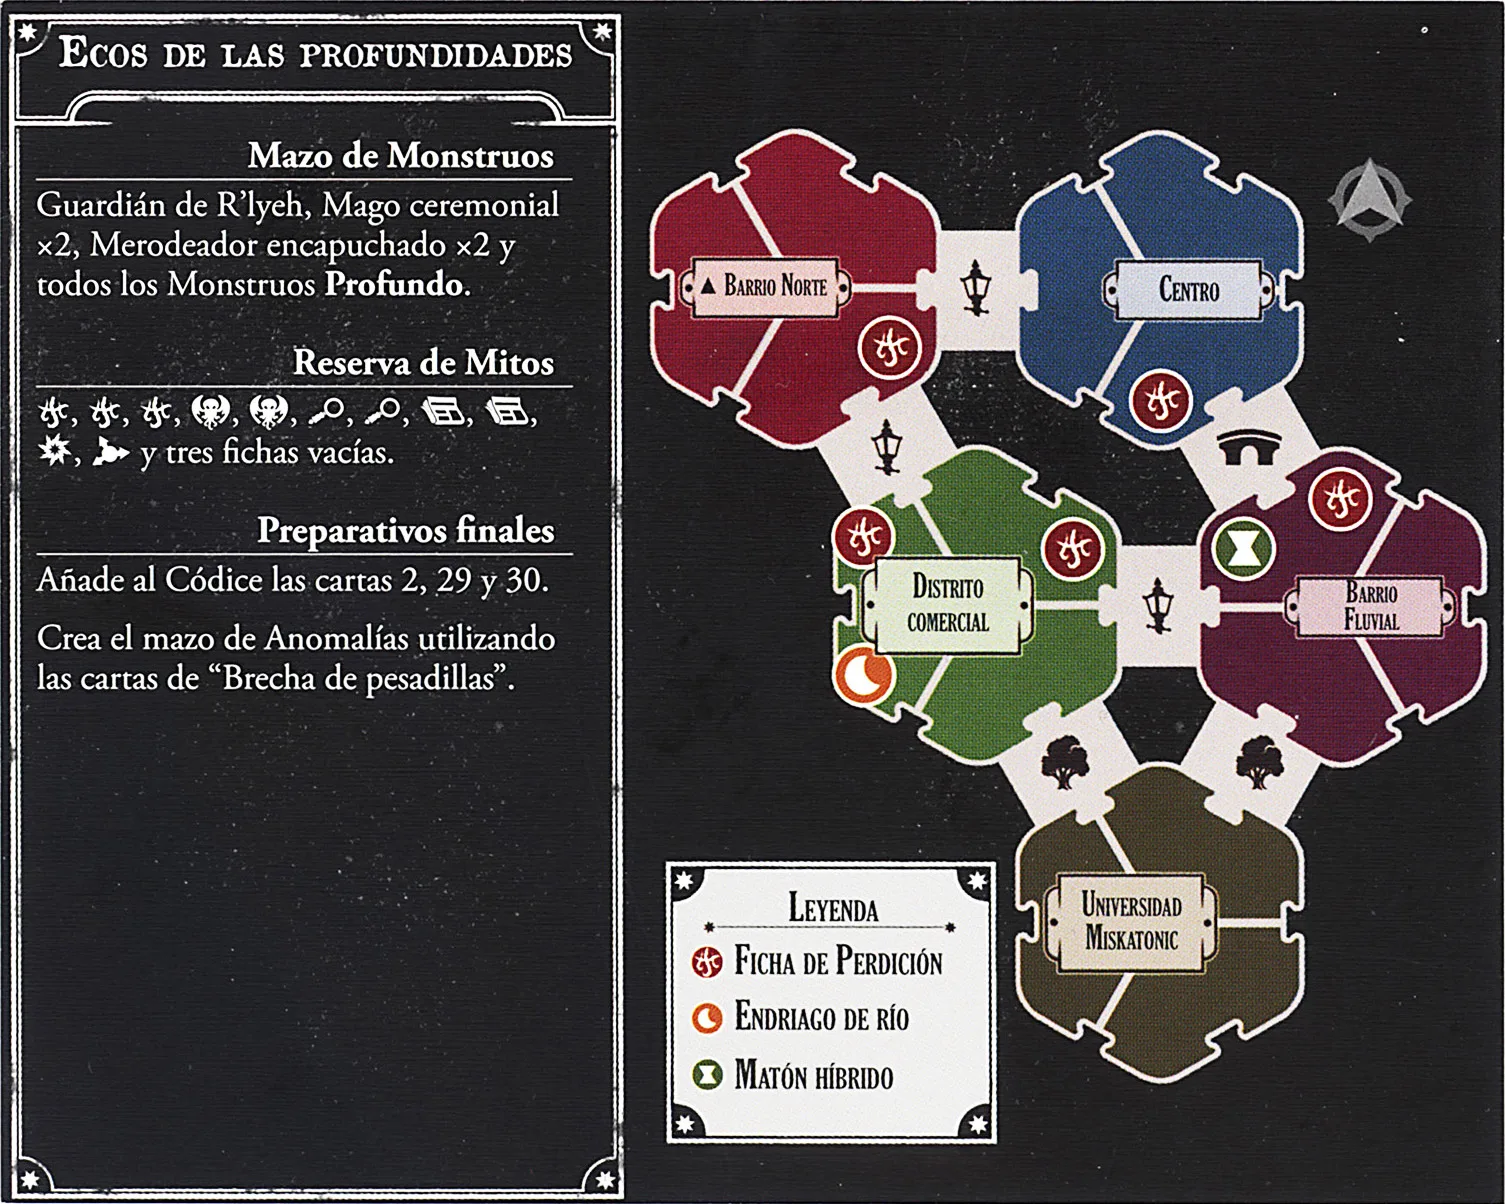 Ecos de las profundidades
Mazo de Monstruos
Guardián de R’lyeh, Mago ceremonial
×2, Merodeador encapuchado ×2 y
todos los Monstruos Profundo.
Reserva de Mitos
, , , , , , , , ,
, y tres fichas vacías.
Preparativos finales
Añade al Códice las cartas 2, 29 y 30.
Crea el mazo de Anomalías utilizando
las cartas de “Brecha de pesadillas”.
▲ Barrio Norte
Centro
Distrito
comercial
Barrio
Fluvial
Universidad
Miskatonic
Leyenda
Ficha de Perdición
Endriago de río
Matón híbrido